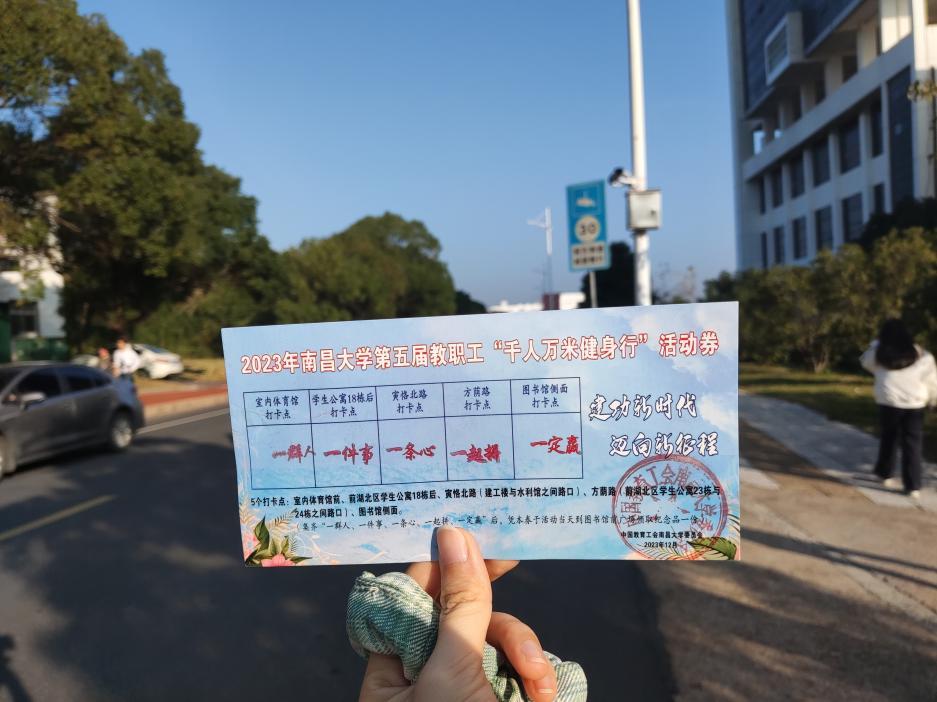 30
2023年南昌大学第五届教职工“千人万米健身行”活动券
室内体育馆 学生公寓18栋后 寅恪北路 方荫路 图书馆侧面
打卡点 打卡点 打卡点 打卡点 打卡点
一群人 一件事 一条心 一起拼 一定赢
建功新时代
迈向新征程
5个打卡点：室内体育馆前、前湖北区学生公寓18栋后、寅恪北路（建工楼与水利馆之间路口）、方荫路（前湖北区学生公寓23栋与
24栋之间路口）、图书馆侧面。
集齐“一群人、一件事、一条心、一起拼、一定赢”后，凭本券于活动当天到图书馆前广场领取纪念品一份
中国教育工会南昌大学委员会
2023年12月